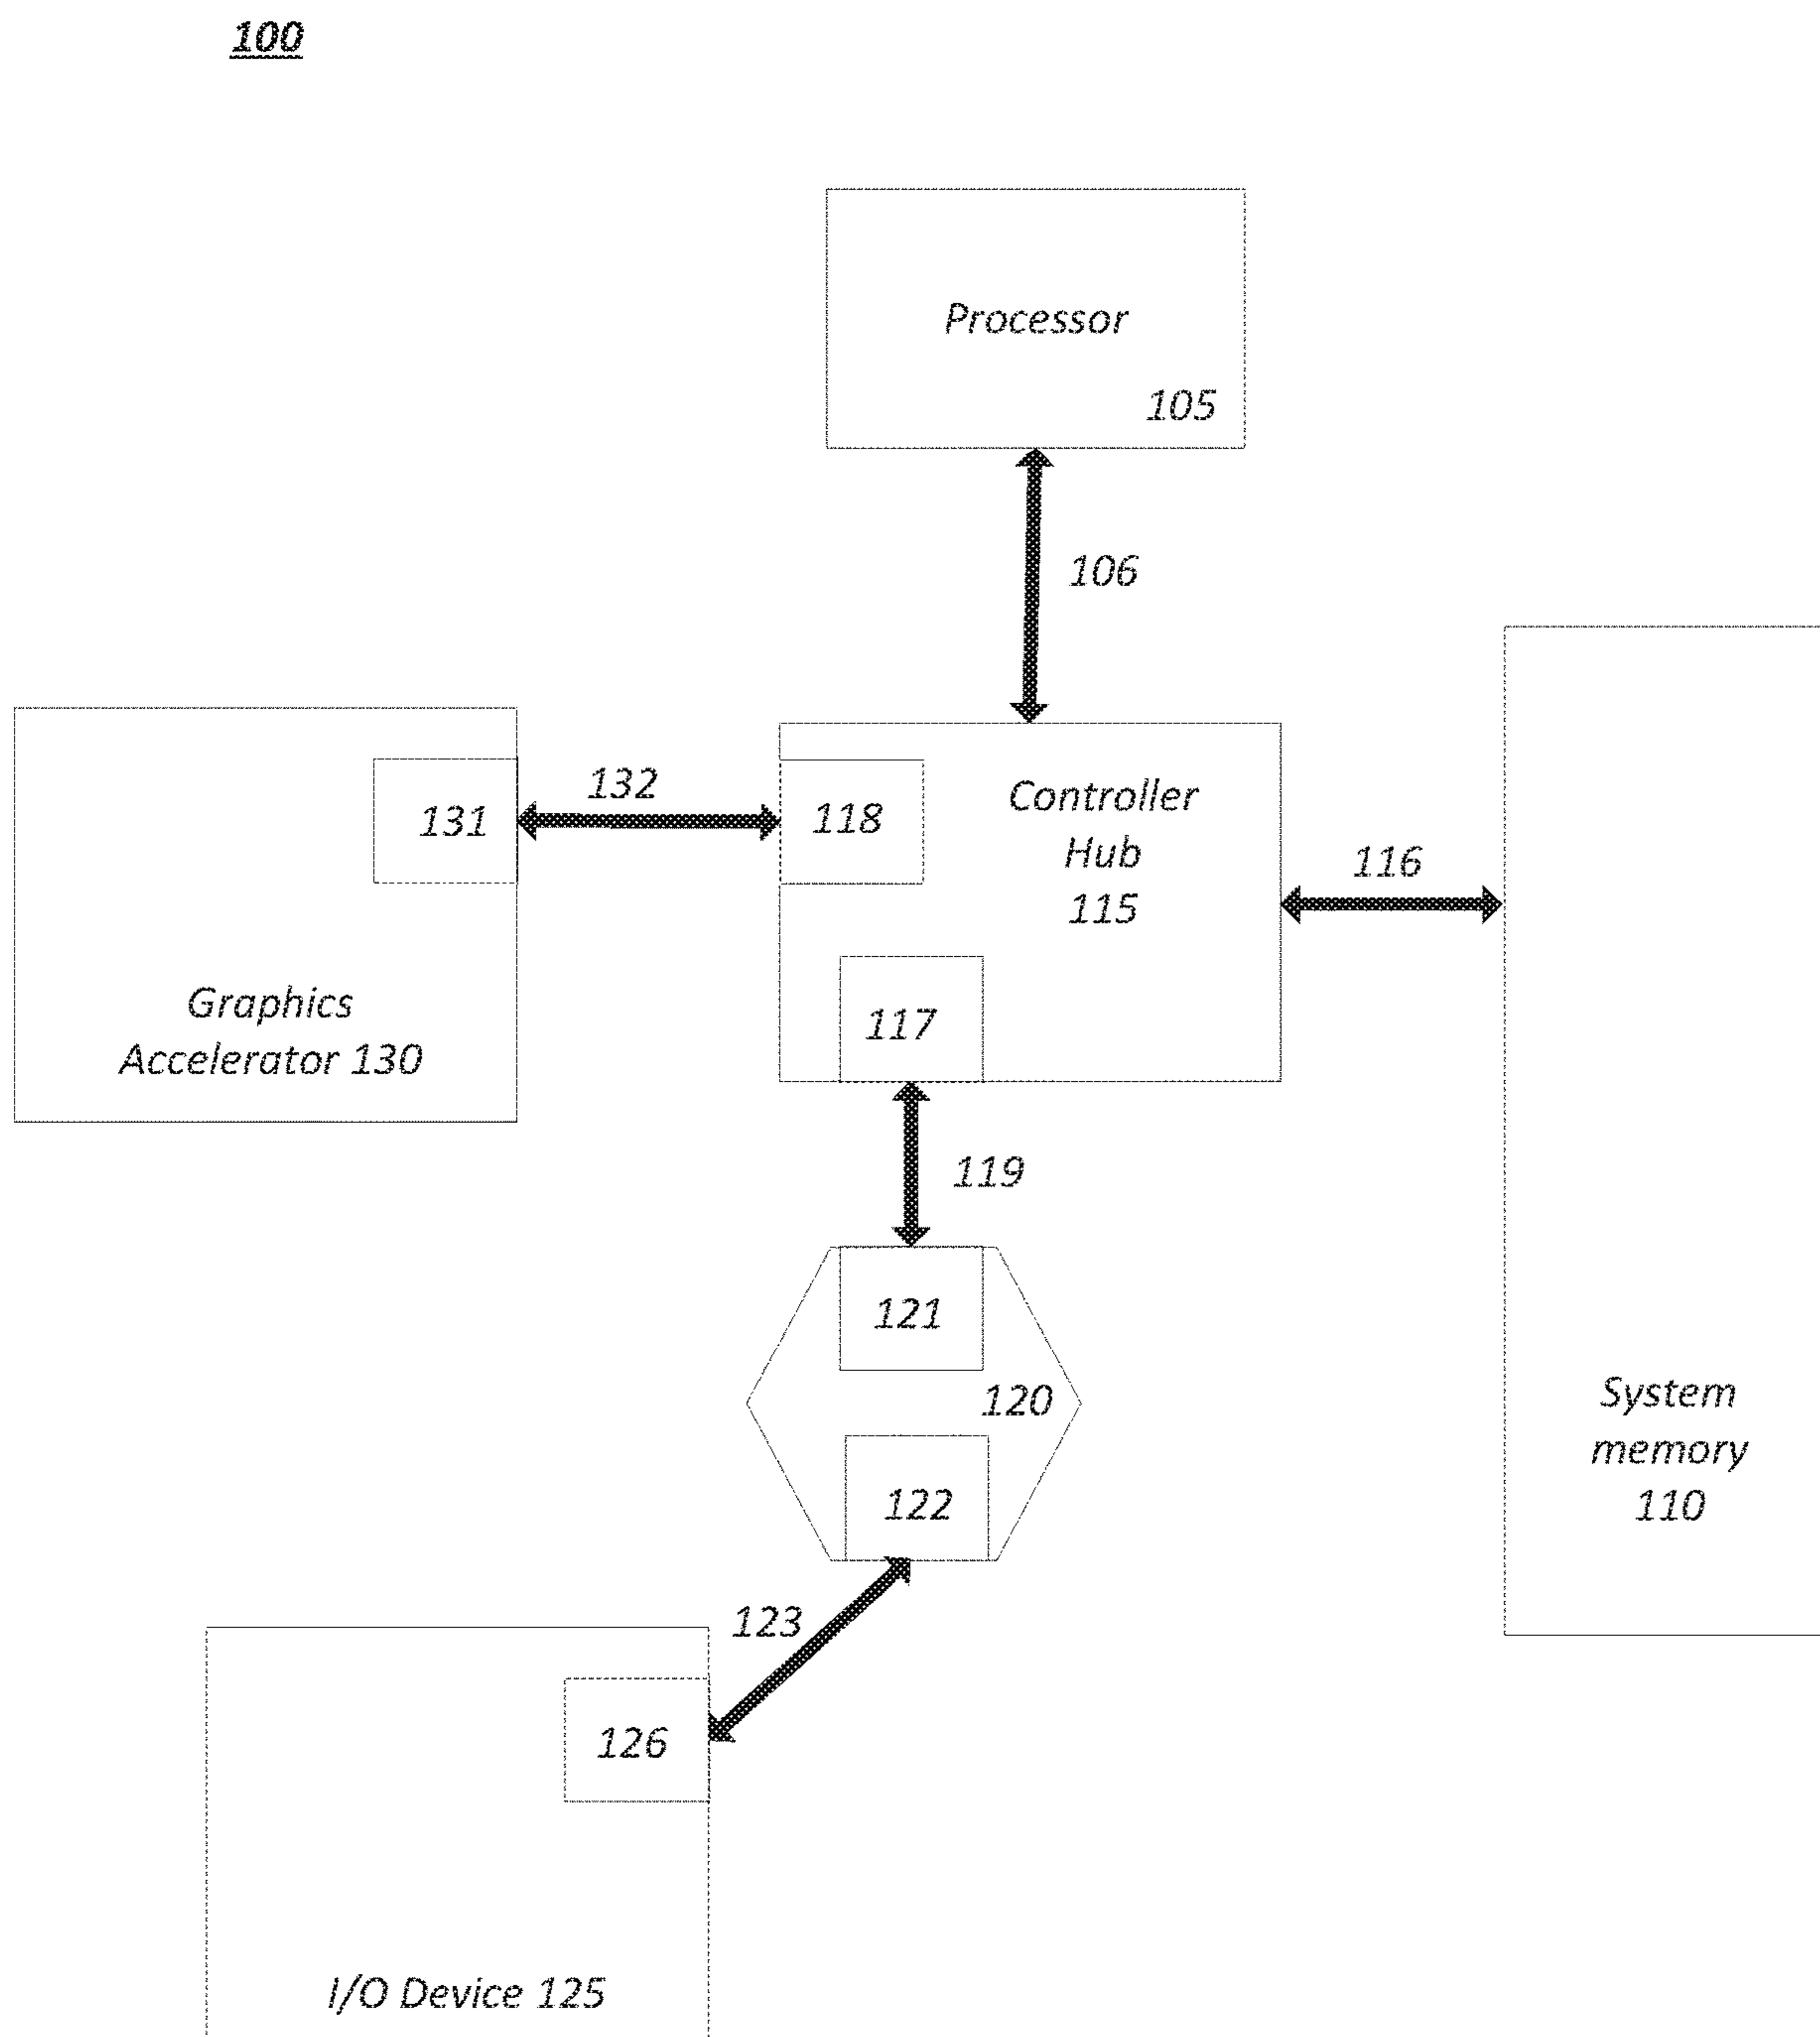 100
Processor
105
106
131
132
118
Controller
Hub
115
116
Graphics
Accelerator 130
117
119
121
120
122
System
memory
110
123
126
I/O Device 125